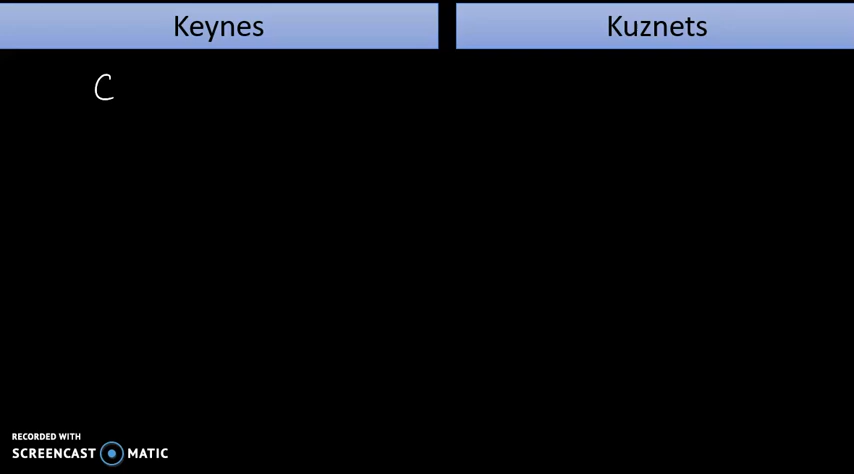 Keynes
Kuznets
C
RECORDED WITH
SCREENCAST MATIC